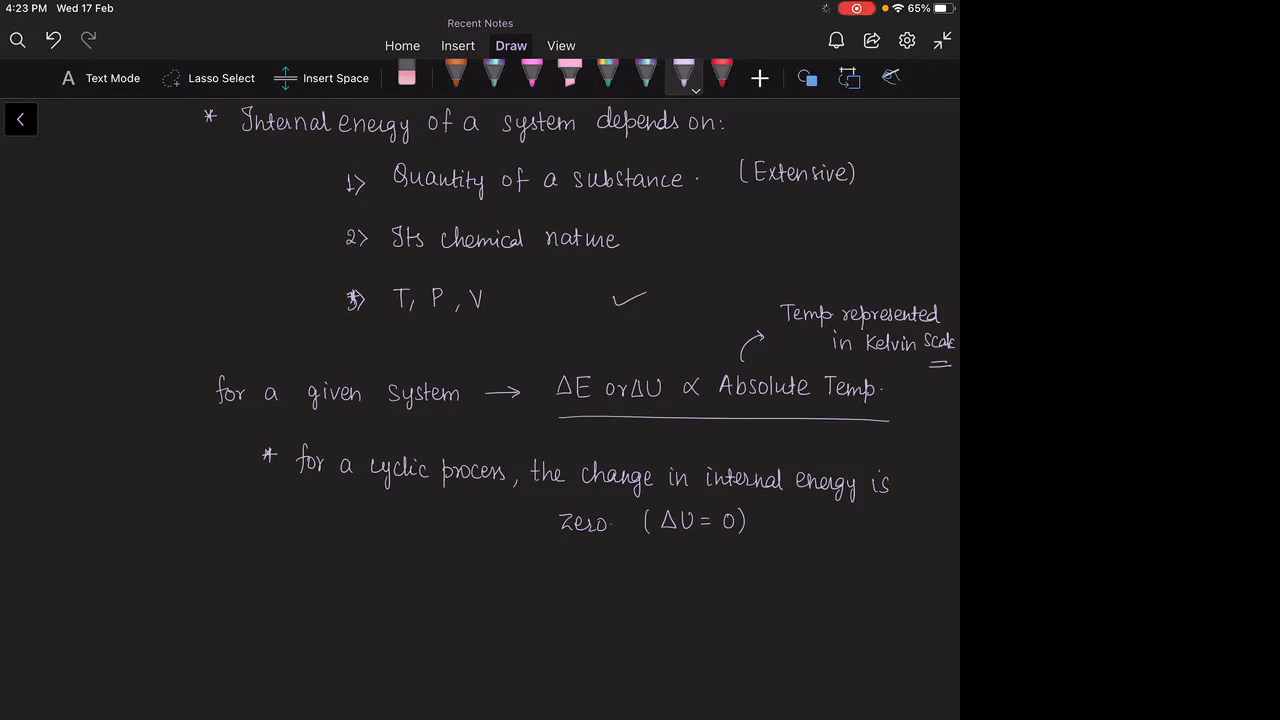 4:23 PM Wed 17 Feb
65%
Recent Notes
Home Insert Draw View
A Text Mode Lasso Select Insert Space
* Internal energy of a system depends on:
1> Quantity of a substance. (Extensive)
2> Its chemical nature
3> T, P, V ✓
Temp represented
in Kelvin Scale
for a given system → ΔE or ΔU ∝ Absolute Temp.
* for a cyclic process, the change in internal energy is
zero. (ΔU = 0)